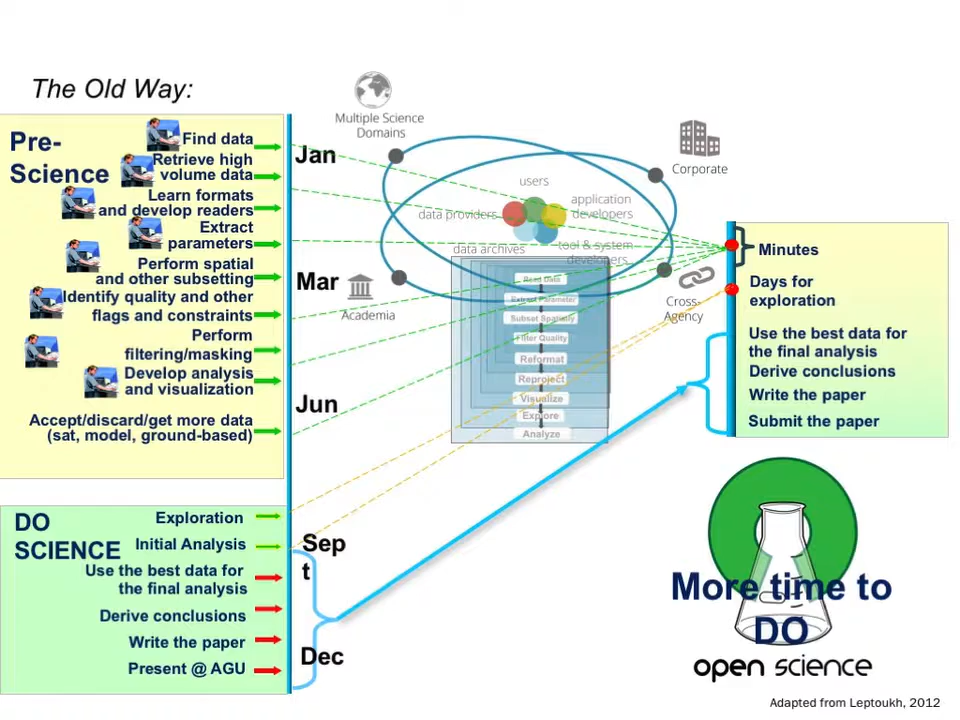 The Old Way:
Pre-
Science
Find data
Retrieve high
volume data
Learn formats
and develop readers
Extract
parameters
Perform spatial
and other subsetting
Identify quality and other
flags and constraints
Perform
filtering/masking
Develop analysis
and visualization
Accept/discard/get more data
(sat, model, ground-based)
DO
SCIENCE
Exploration
Initial Analysis
Use the best data for
the final analysis
Derive conclusions
Write the paper
Present @ AGU
Jan
Mar
Jun
Sep
t
Dec
Multiple Science
Domains
Corporate
users
application
developers
data providers
data archives
tool & system
developers
Academia
Cross-
Agency
Read Data
Extract Parameter
Subset Spatially
Filter Quality
Reformat
Reproject
Visualize
Explore
Analyze
Minutes
Days for
exploration
Use the best data for
the final analysis
Derive conclusions
Write the paper
Submit the paper
More time to
DO
open science
Adapted from Leptoukh, 2012